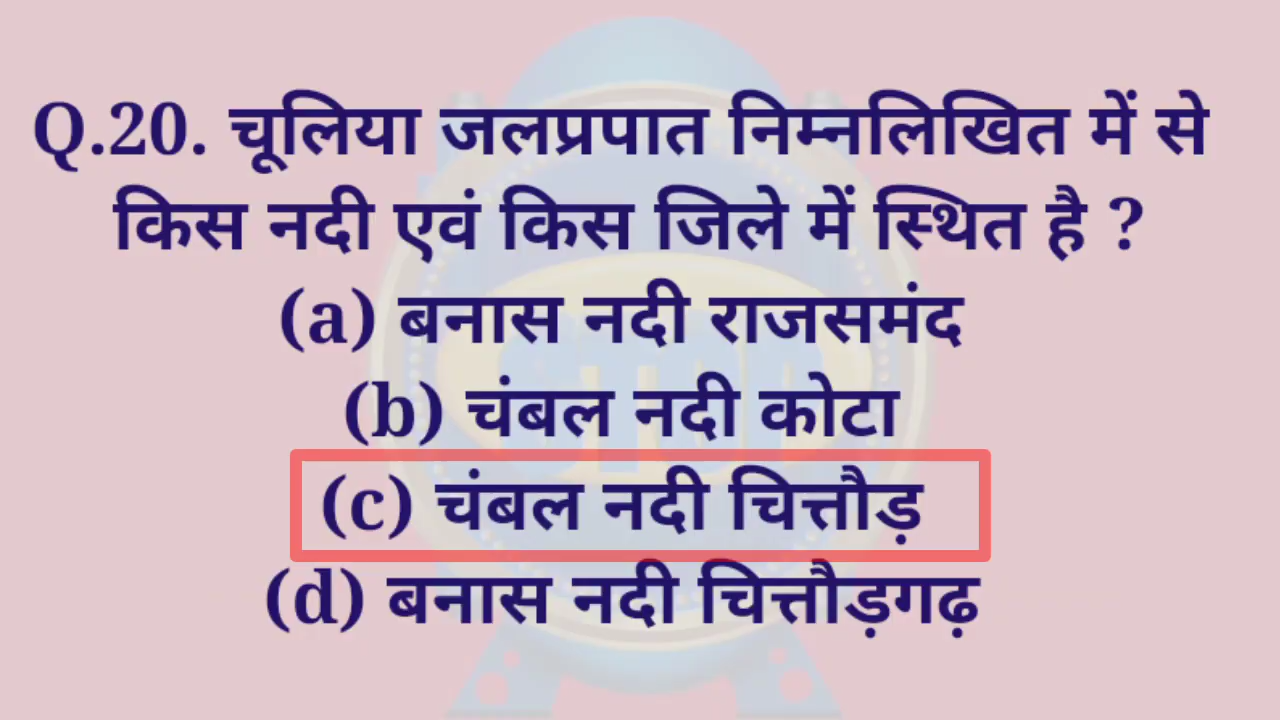 Q.20. चूलिया जलप्रपात निम्नलिखित में से
किस नदी एवं किस जिले में स्थित है ?
(a) बनास नदी राजसमंद
(b) चंबल नदी कोटा
(c) चंबल नदी चित्तौड़
(d) बनास नदी चित्तौड़गढ़